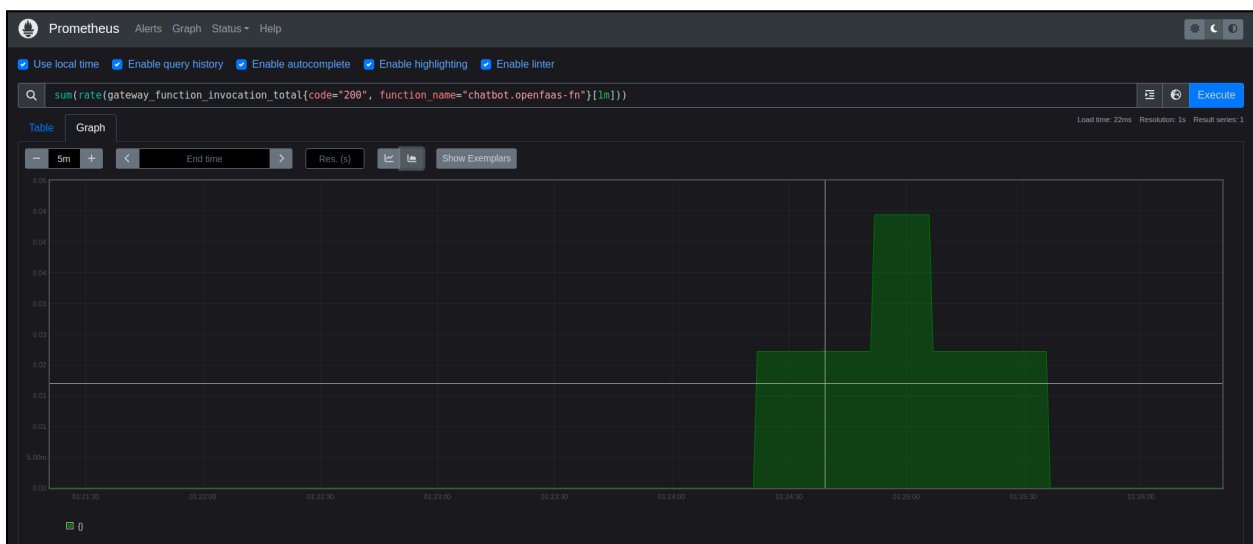 Prometheus Alerts Graph Status Help
Use local time Enable query history Enable autocomplete Enable highlighting Enable linter
sum(rate(gateway_function_invocation_total{code="200", function_name="chatbot.openfaas-fn"}[1m])) Execute
Load time: 22ms Resolution: 1s Result series: 1
Table Graph
− 5m + < End time > Res. (s) Show Exemplars
0.05
0.04
0.04
0.04
0.03
0.03
0.02
0.01
0.01
5.00m
0.00
01:21:30 01:22:00 01:22:30 01:23:00 01:23:30 01:24:00 01:24:30 01:25:00 01:25:30 01:26:00
{}